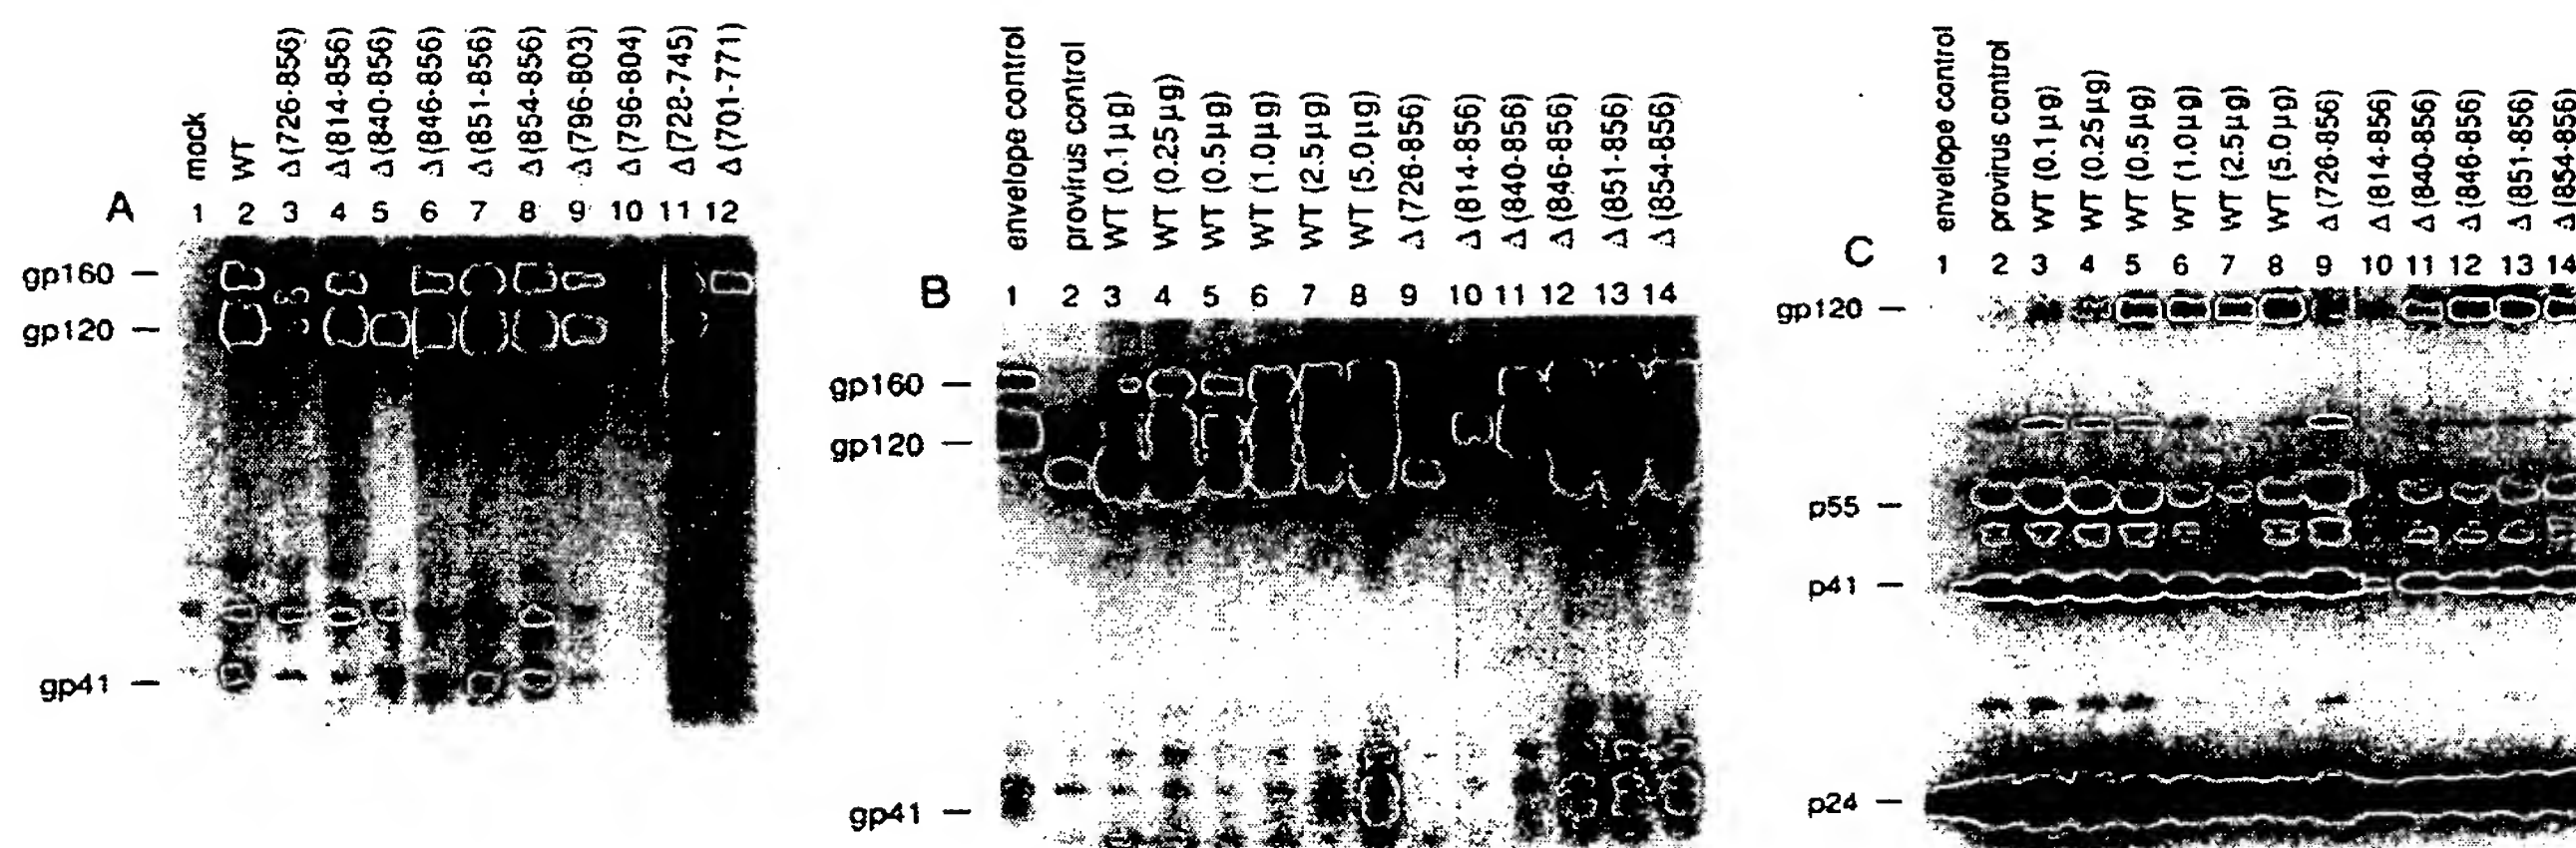 A
mock
WT
Δ(726-856)
Δ(814-856)
Δ(840-856)
Δ(846-856)
Δ(851-856)
Δ(854-856)
Δ(796-803)
Δ(796-804)
Δ(728-745)
Δ(701-771)
1 2 3 4 5 6 7 8 9 10 11 12
gp160
gp120
gp41
B
envelope control
provirus control
WT (0.1µg)
WT (0.25µg)
WT (0.5µg)
WT (1.0µg)
WT (2.5µg)
WT (5.0µg)
Δ(726-856)
Δ(814-856)
Δ(840-856)
Δ(846-856)
Δ(851-856)
Δ(854-856)
1 2 3 4 5 6 7 8 9 10 11 12 13 14
gp160
gp120
gp41
C
envelope control
provirus control
WT (0.1µg)
WT (0.25µg)
WT (0.5µg)
WT (1.0µg)
WT (2.5µg)
WT (5.0µg)
Δ(726-856)
Δ(814-856)
Δ(840-856)
Δ(846-856)
Δ(851-856)
Δ(854-856)
1 2 3 4 5 6 7 8 9 10 11 12 13 14
gp120
p55
p41
p24